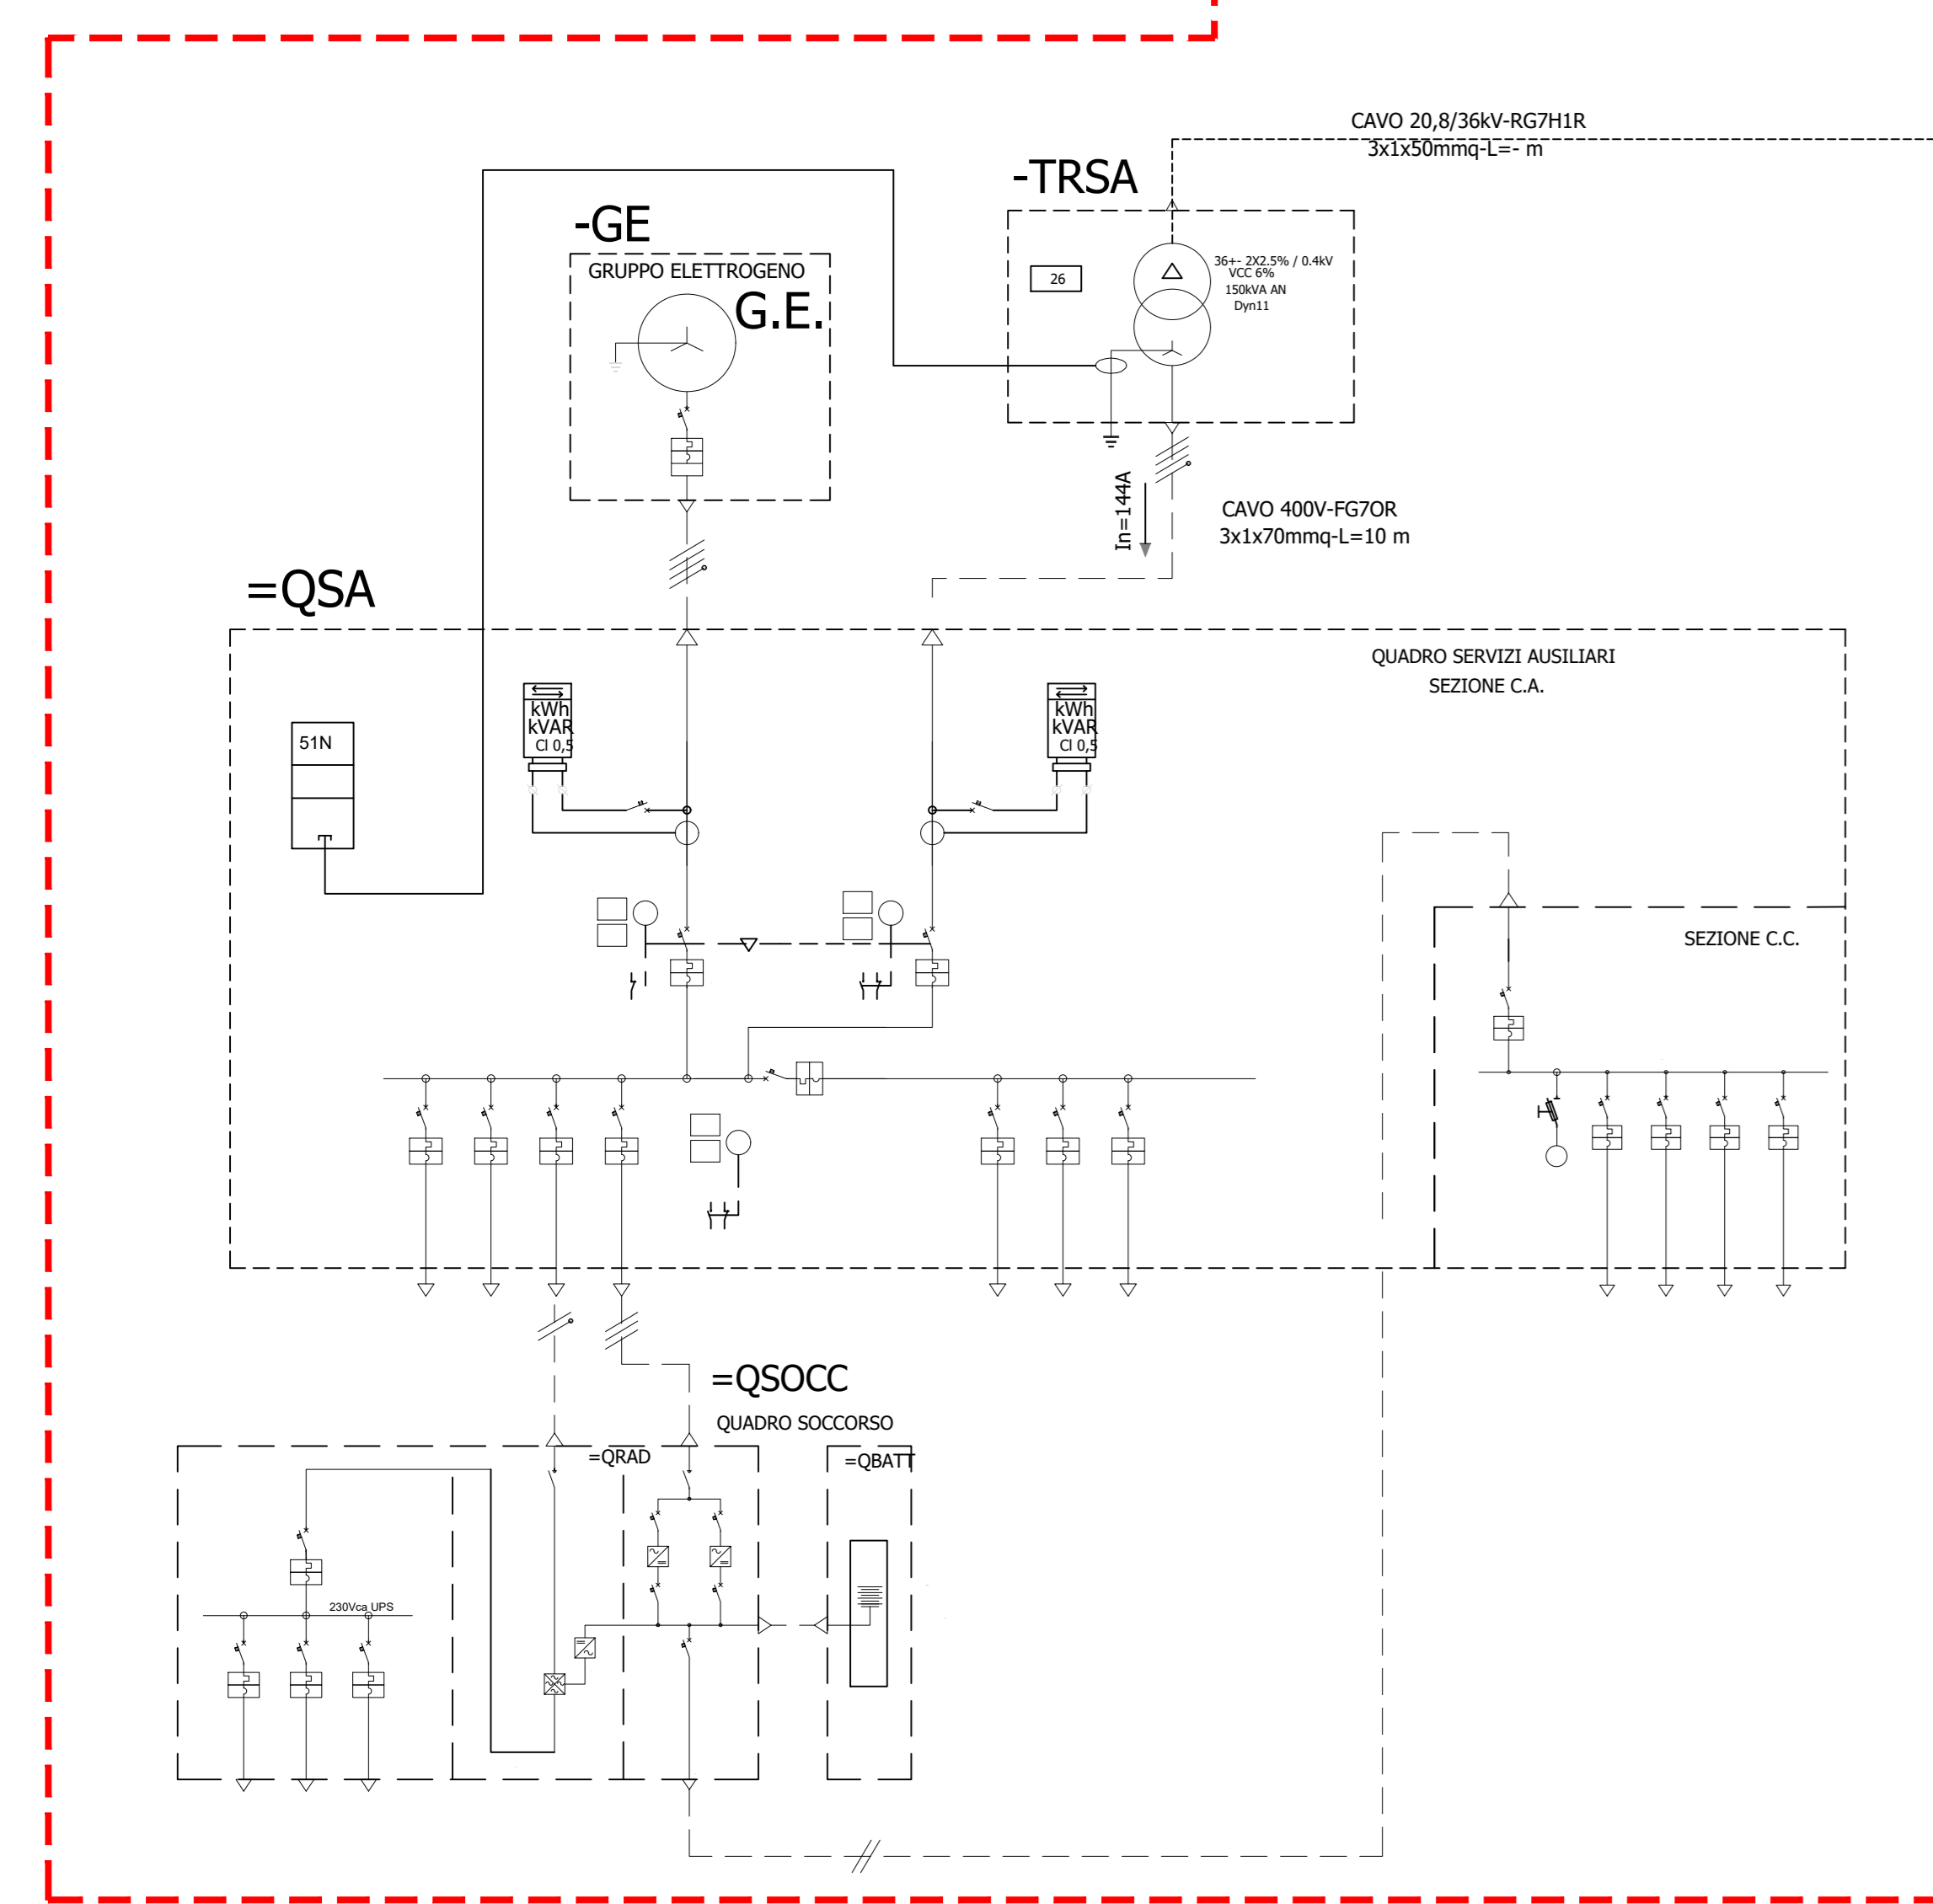 CAVO 20,8/36kV-RG7H1R
3x1x50mmq-L=- m
-TRSA
-GE
GRUPPO ELETTROGENO
G.E.
26
36+- 2X2.5% / 0.4kV
VCC 6%
150kVA AN
Dyn11
In=144A
CAVO 400V-FG7OR
3x1x70mmq-L=10 m
=QSA
QUADRO SERVIZI AUSILIARI
SEZIONE C.A.
51N
kWh
kVAR
Cl 0,5
kWh
kVAR
Cl 0,5
SEZIONE C.C.
=QSOCC
QUADRO SOCCORSO
=QRAD
=QBATT
230Vca UPS